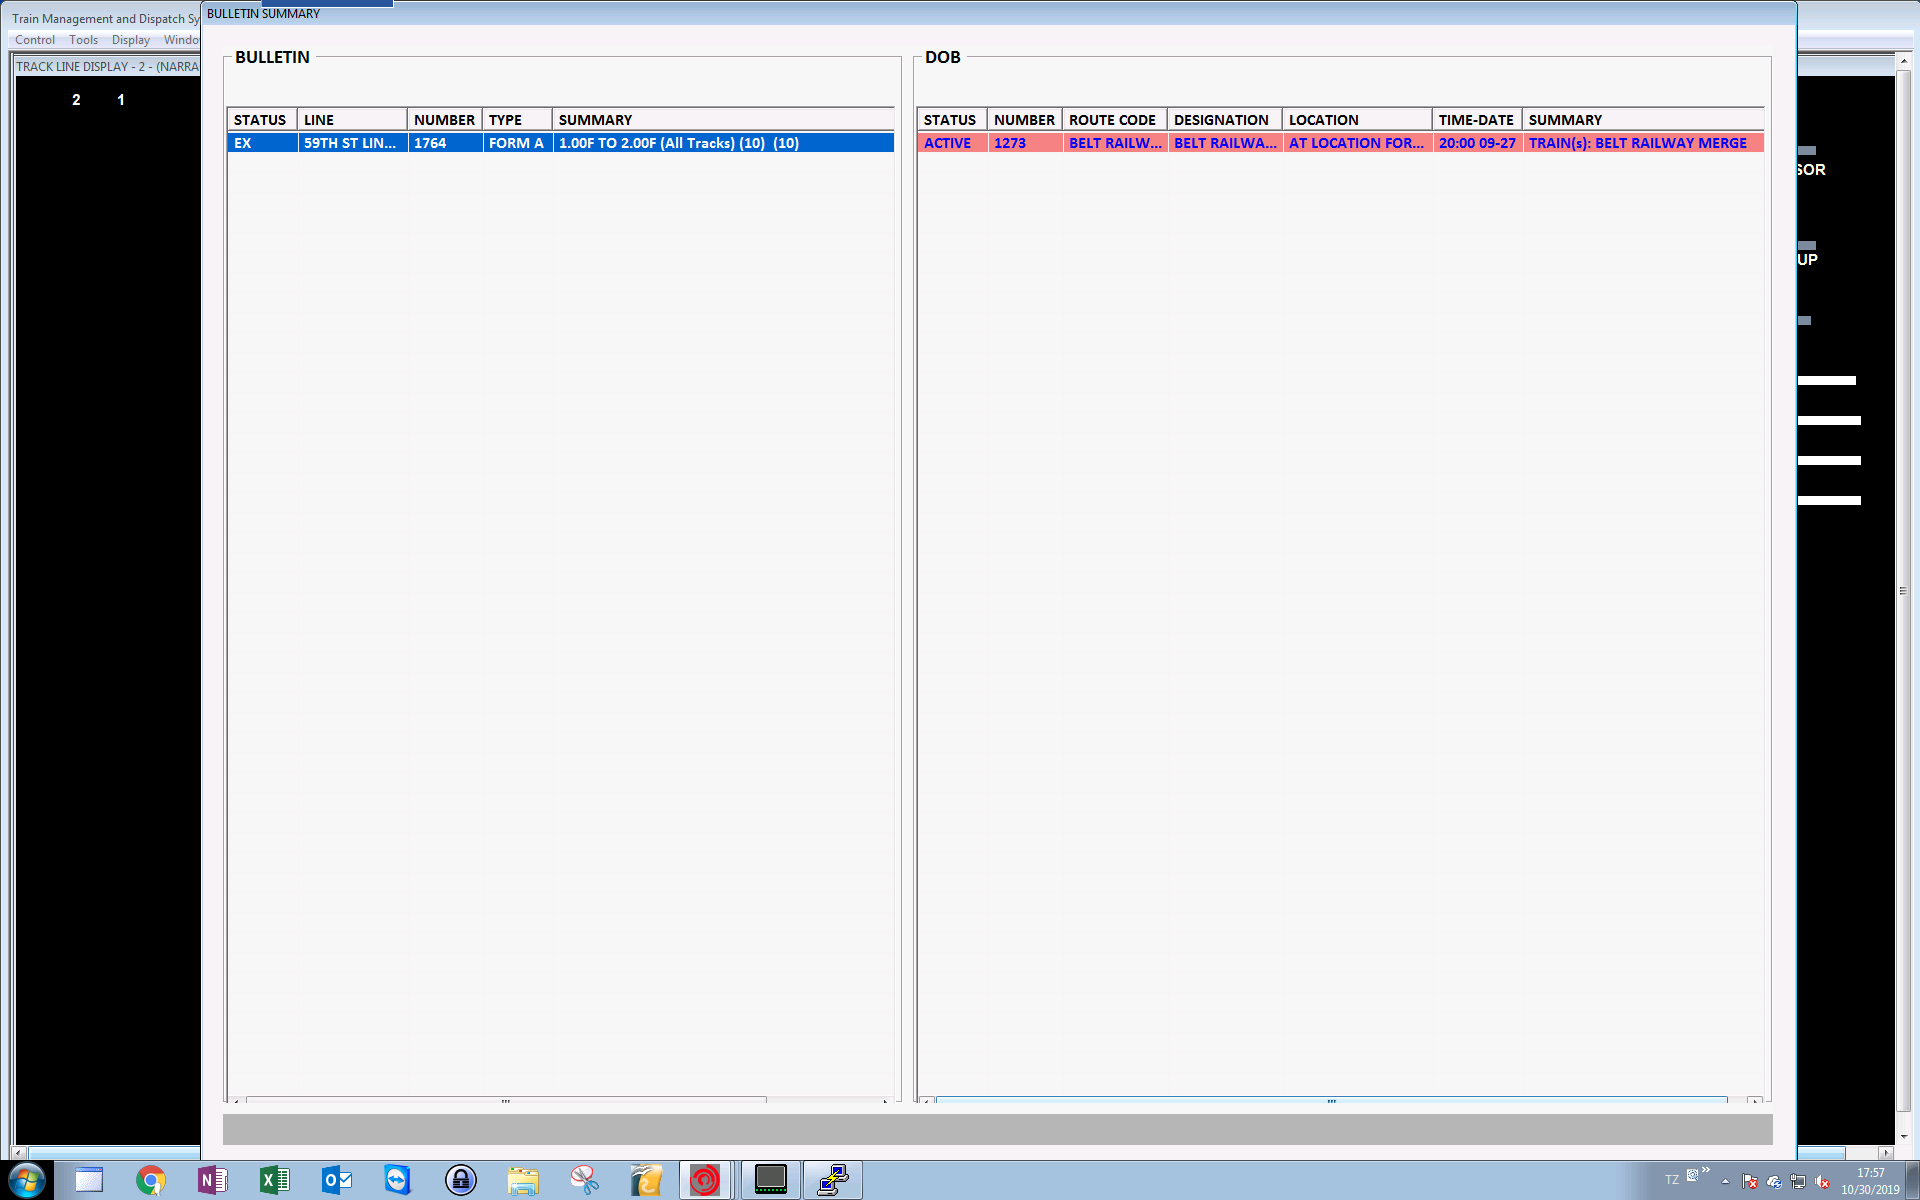 Train Management and Dispatch Sy
BULLETIN SUMMARY
Control Tools Display Windo
TRACK LINE DISPLAY - 2 - (NARRA
2 1
BULLETIN
STATUS LINE NUMBER TYPE SUMMARY
EX 59TH ST LIN... 1764 FORM A 1.00F TO 2.00F (All Tracks) (10) (10)
DOB
STATUS NUMBER ROUTE CODE DESIGNATION LOCATION TIME-DATE SUMMARY
ACTIVE 1273 BELT RAILW... BELT RAILWA... AT LOCATION FOR... 20:00 09-27 TRAIN(s): BELT RAILWAY MERGE
SOR
UP
TZ
17:57
10/30/2019